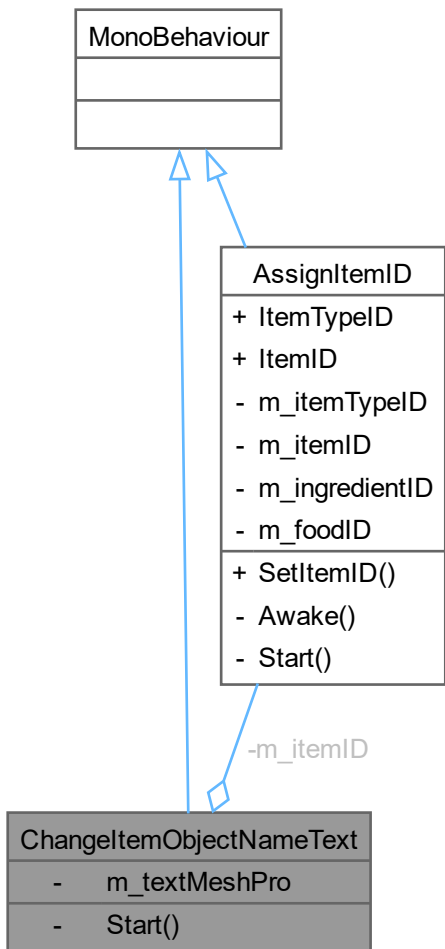 MonoBehaviour
AssignItemID
+ ItemTypeID
+ ItemID
- m_itemTypeID
- m_itemID
- m_ingredientID
- m_foodID
+ SetItemID()
- Awake()
- Start()
-m_itemID
ChangeItemObjectNameText
- m_textMeshPro
- Start()